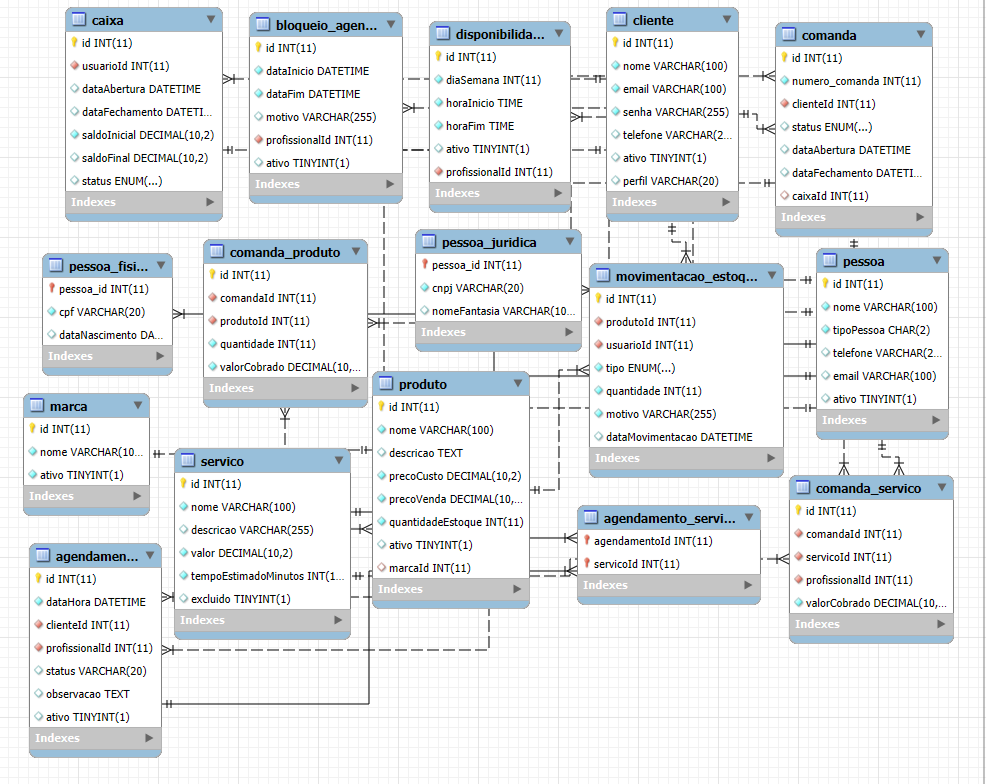 caixa
id INT(11)
usuarioId INT(11)
dataAbertura DATETIME
dataFechamento DATETI...
saldoInicial DECIMAL(10,2)
saldoFinal DECIMAL(10,2)
status ENUM(...)
Indexes
bloqueio_agen...
id INT(11)
dataInicio DATETIME
dataFim DATETIME
motivo VARCHAR(255)
profissionalId INT(11)
ativo TINYINT(1)
Indexes
disponibilida...
id INT(11)
diaSemana INT(11)
horaInicio TIME
horaFim TIME
ativo TINYINT(1)
profissionalId INT(11)
Indexes
cliente
id INT(11)
nome VARCHAR(100)
email VARCHAR(100)
senha VARCHAR(255)
telefone VARCHAR(2...
ativo TINYINT(1)
perfil VARCHAR(20)
Indexes
comanda
id INT(11)
numero_comanda INT(11)
clienteId INT(11)
status ENUM(...)
dataAbertura DATETIME
dataFechamento DATETI...
caixaId INT(11)
Indexes
pessoa_fisi...
pessoa_id INT(11)
cpf VARCHAR(20)
dataNascimento DA...
Indexes
comanda_produto
id INT(11)
comandaId INT(11)
produtoId INT(11)
quantidade INT(11)
valorCobrado DECIMAL(10,...
Indexes
pessoa_juridica
pessoa_id INT(11)
cnpj VARCHAR(20)
nomeFantasia VARCHAR(10...
Indexes
movimentacao_estoq...
id INT(11)
produtoId INT(11)
usuarioId INT(11)
tipo ENUM(...)
quantidade INT(11)
motivo VARCHAR(255)
dataMovimentacao DATETIME
Indexes
pessoa
id INT(11)
nome VARCHAR(100)
tipoPessoa CHAR(2)
telefone VARCHAR(2...
email VARCHAR(100)
ativo TINYINT(1)
Indexes
marca
id INT(11)
nome VARCHAR(10...
ativo TINYINT(1)
Indexes
servico
id INT(11)
nome VARCHAR(100)
descricao VARCHAR(255)
valor DECIMAL(10,2)
tempoEstimadoMinutos INT(1...
excluido TINYINT(1)
Indexes
produto
id INT(11)
nome VARCHAR(100)
descricao TEXT
precoCusto DECIMAL(10,2)
precoVenda DECIMAL(10,...
quantidadeEstoque INT(11)
ativo TINYINT(1)
marcaId INT(11)
Indexes
agendamento_servi...
agendamentoId INT(11)
servicoId INT(11)
Indexes
comanda_servico
id INT(11)
comandaId INT(11)
servicoId INT(11)
profissionalId INT(11)
valorCobrado DECIMAL(10,...
Indexes
agendamen...
id INT(11)
dataHora DATETIME
clienteId INT(11)
profissionalId INT(11)
status VARCHAR(20)
observacao TEXT
ativo TINYINT(1)
Indexes